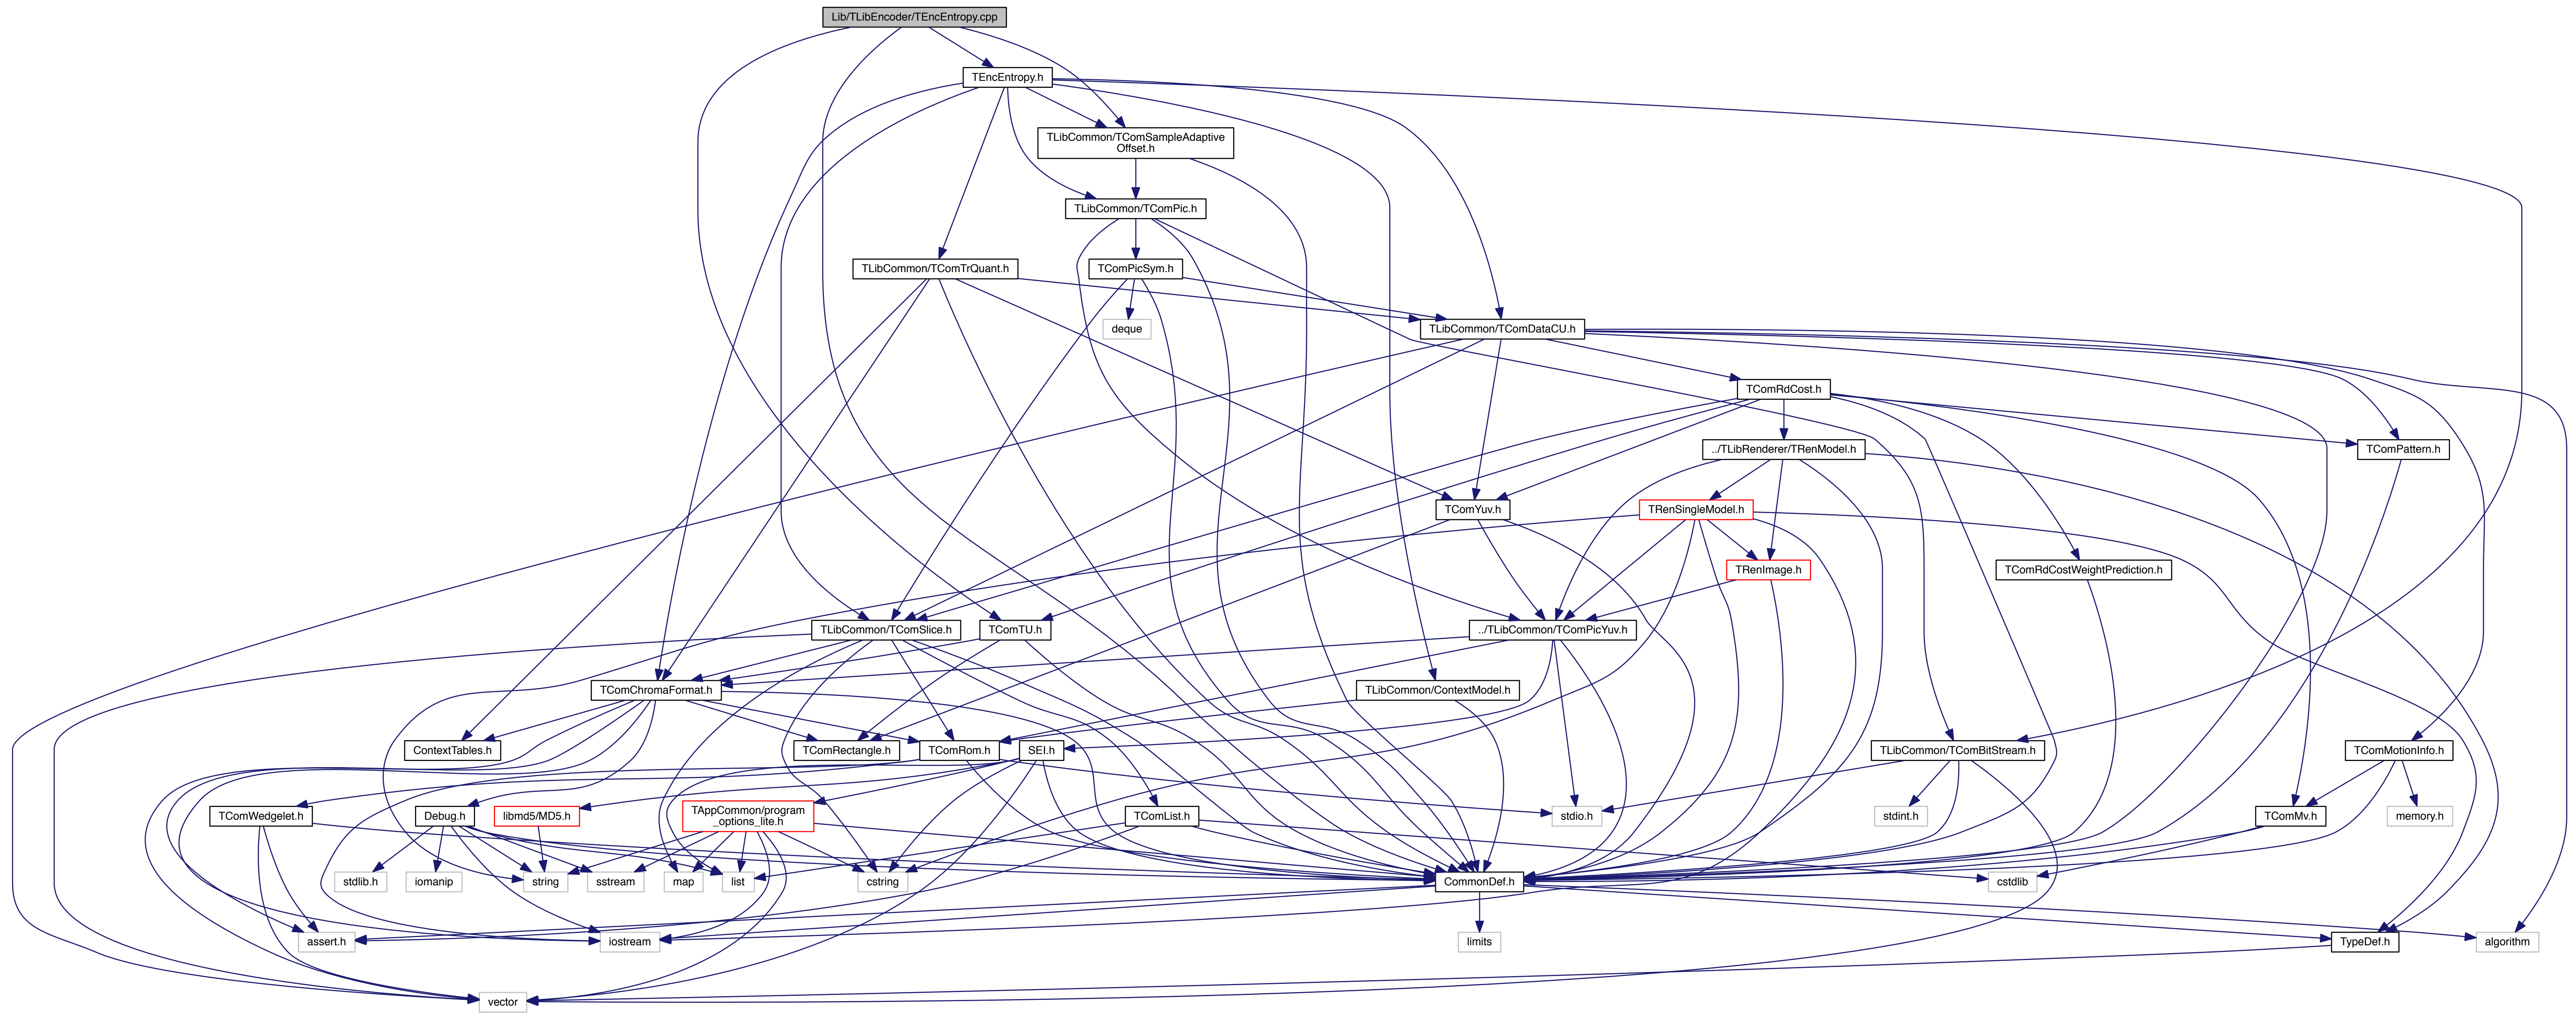 Lib/TLibEncoder/TEncEntropy.cpp
TEncEntropy.h
TLibCommon/TComSampleAdaptive
Offset.h
TLibCommon/TComPic.h
TLibCommon/TComTrQuant.h
TComPicSym.h
deque
TLibCommon/TComDataCU.h
TComRdCost.h
../TLibRenderer/TRenModel.h
TComPattern.h
TComYuv.h
TRenSingleModel.h
TRenImage.h
TComRdCostWeightPrediction.h
TLibCommon/TComSlice.h
TComTU.h
../TLibCommon/TComPicYuv.h
TComChromaFormat.h
TLibCommon/ContextModel.h
ContextTables.h
TComRectangle.h
TComRom.h
SEI.h
TLibCommon/TComBitStream.h
TComMotionInfo.h
TComWedgelet.h
Debug.h
libmd5/MD5.h
TAppCommon/program
_options_lite.h
TComList.h
stdio.h
stdint.h
TComMv.h
memory.h
stdlib.h
iomanip
string
sstream
map
list
cstring
CommonDef.h
cstdlib
assert.h
iostream
limits
TypeDef.h
algorithm
vector